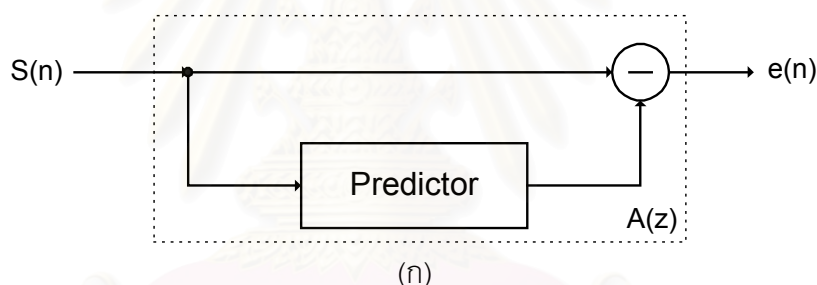 S(n)
e(n)
Predictor
A(z)
(ก)